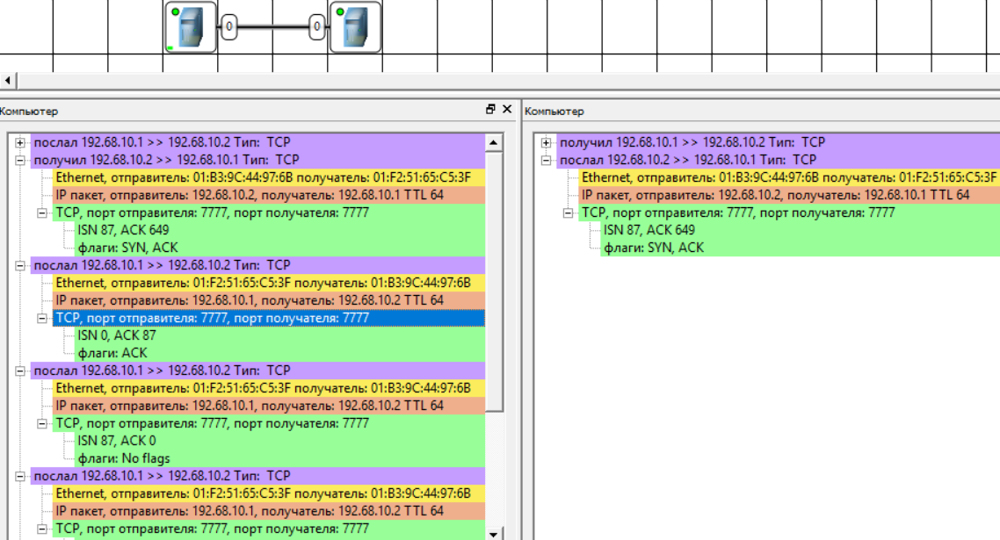 0 0
Компьютер
послал 192.68.10.1 >> 192.68.10.2 Тип: TCP
получил 192.68.10.2 >> 192.68.10.1 Тип: TCP
Ethernet, отправитель: 01:B3:9C:44:97:6B получатель: 01:F2:51:65:C5:3F
IP пакет, отправитель: 192.68.10.2, получатель: 192.68.10.1 TTL 64
TCP, порт отправителя: 7777, порт получателя: 7777
ISN 87, ACK 649
флаги: SYN, ACK
послал 192.68.10.1 >> 192.68.10.2 Тип: TCP
Ethernet, отправитель: 01:F2:51:65:C5:3F получатель: 01:B3:9C:44:97:6B
IP пакет, отправитель: 192.68.10.1, получатель: 192.68.10.2 TTL 64
TCP, порт отправителя: 7777, порт получателя: 7777
ISN 0, ACK 87
флаги: ACK
послал 192.68.10.1 >> 192.68.10.2 Тип: TCP
Ethernet, отправитель: 01:F2:51:65:C5:3F получатель: 01:B3:9C:44:97:6B
IP пакет, отправитель: 192.68.10.1, получатель: 192.68.10.2 TTL 64
TCP, порт отправителя: 7777, порт получателя: 7777
ISN 87, ACK 0
флаги: No flags
послал 192.68.10.1 >> 192.68.10.2 Тип: TCP
Ethernet, отправитель: 01:F2:51:65:C5:3F получатель: 01:B3:9C:44:97:6B
IP пакет, отправитель: 192.68.10.1, получатель: 192.68.10.2 TTL 64
TCP, порт отправителя: 7777, порт получателя: 7777
Компьютер
получил 192.68.10.1 >> 192.68.10.2 Тип: TCP
послал 192.68.10.2 >> 192.68.10.1 Тип: TCP
Ethernet, отправитель: 01:B3:9C:44:97:6B получатель: 01:F2:51:65:C5:3F
IP пакет, отправитель: 192.68.10.2, получатель: 192.68.10.1 TTL 64
TCP, порт отправителя: 7777, порт получателя: 7777
ISN 87, ACK 649
флаги: SYN, ACK